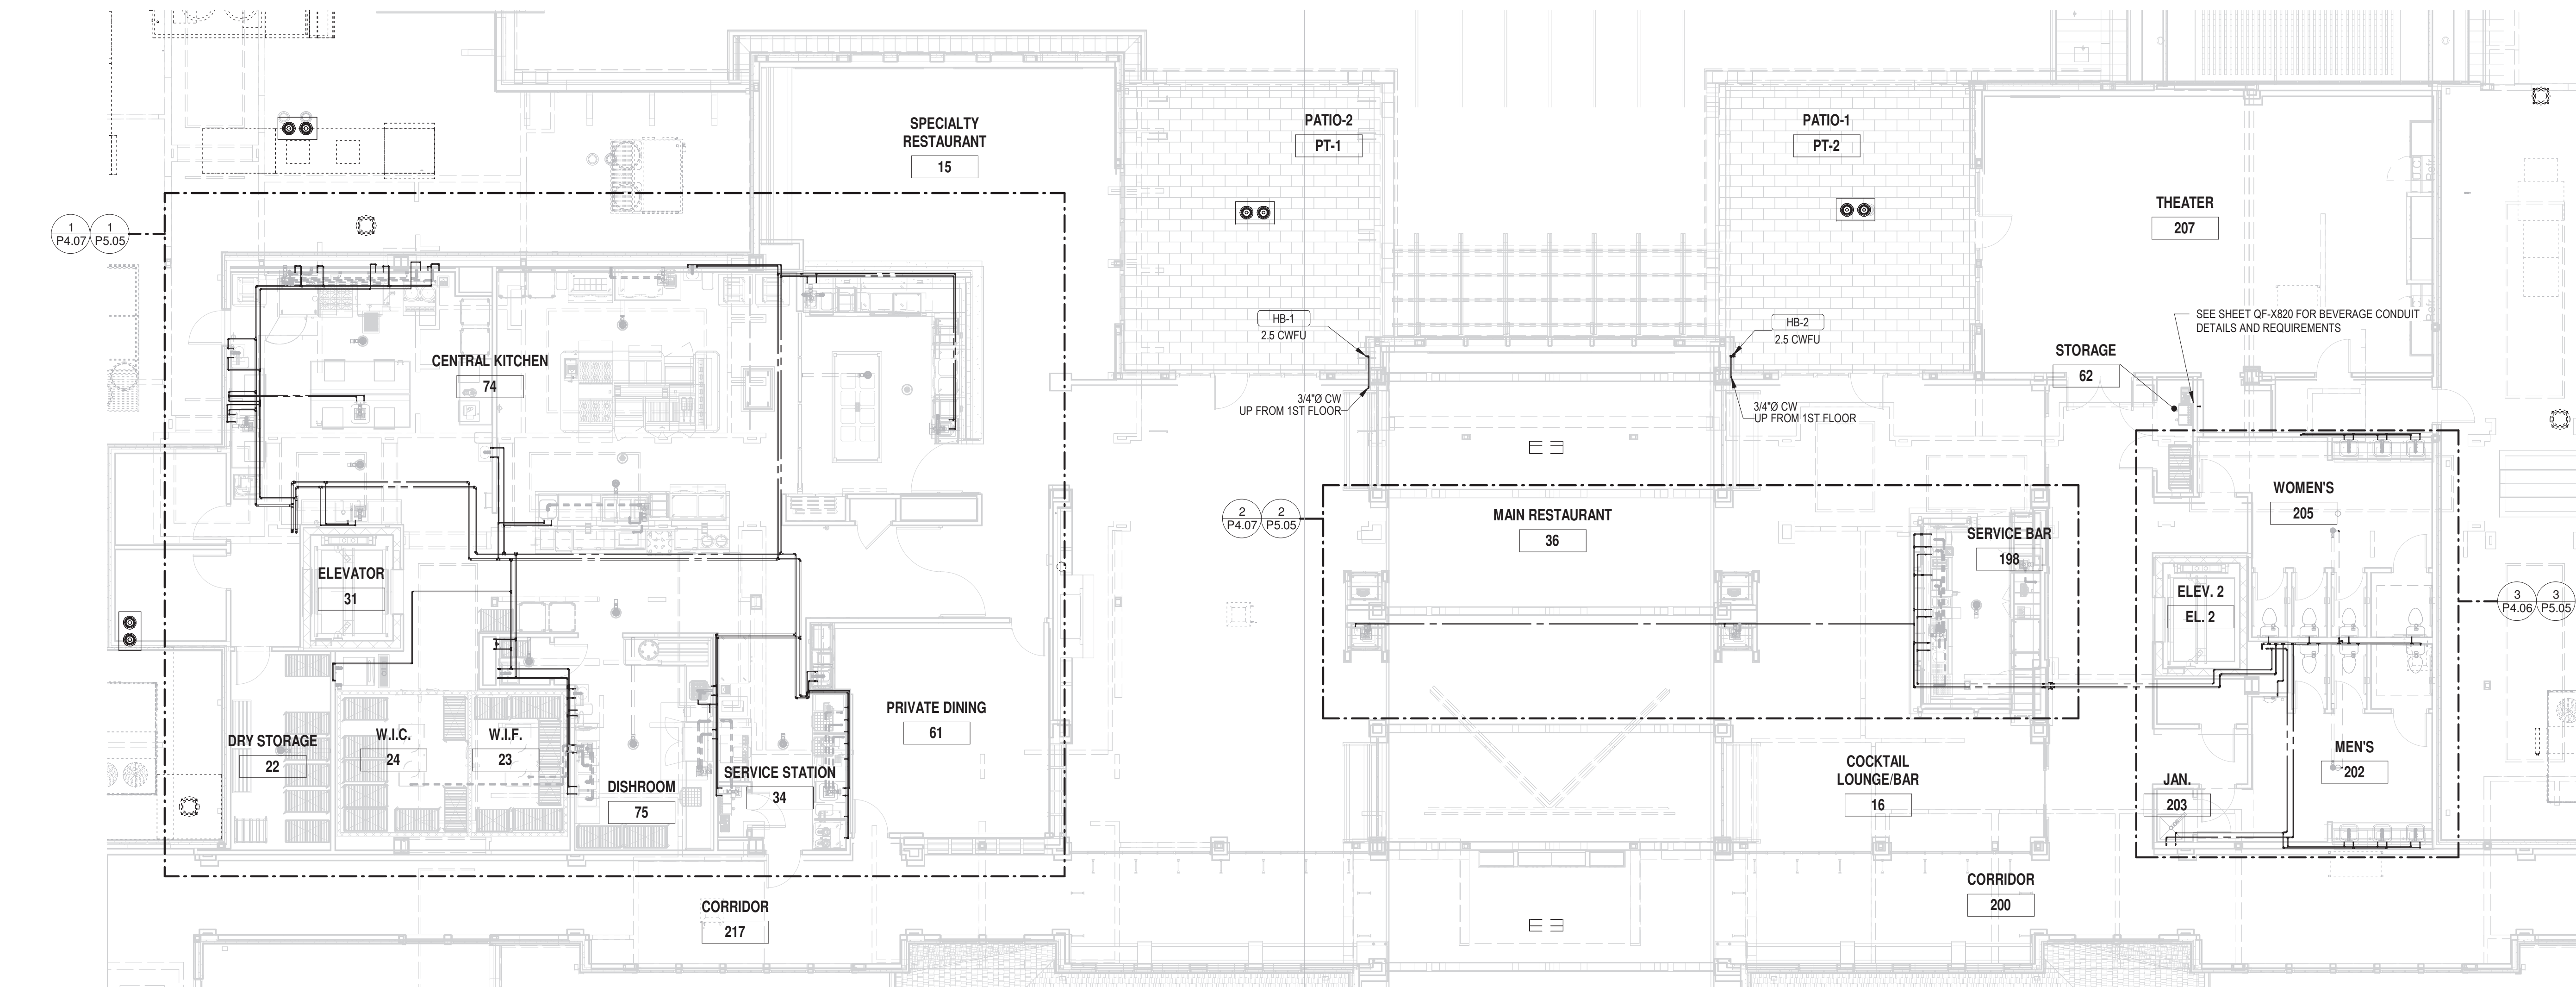 SPECIALTY
RESTAURANT
15
PATIO-2
PT-1
PATIO-1
PT-2
THEATER
207
1
P4.07
1
P5.05
HB-1
2.5 CWFU
HB-2
2.5 CWFU
SEE SHEET QF-X820 FOR BEVERAGE CONDUIT
DETAILS AND REQUIREMENTS
STORAGE
62
CENTRAL KITCHEN
74
3/4"Ø CW
UP FROM 1ST FLOOR
3/4"Ø CW
UP FROM 1ST FLOOR
2
P4.07
2
P5.05
MAIN RESTAURANT
36
SERVICE BAR
198
WOMEN'S
205
ELEVATOR
31
ELEV. 2
EL. 2
3
P4.06
3
P5.05
PRIVATE DINING
61
DRY STORAGE
22
W.I.C.
24
W.I.F.
23
DISHROOM
75
SERVICE STATION
34
COCKTAIL
LOUNGE/BAR
16
JAN.
203
MEN'S
202
CORRIDOR
217
CORRIDOR
200